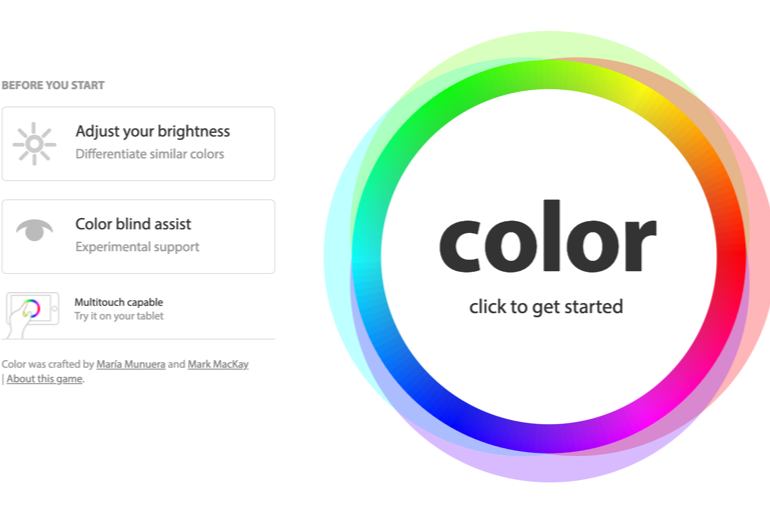 BEFORE YOU START
Adjust your brightness
Differentiate similar colors
Color blind assist
Experimental support
Multitouch capable
Try it on your tablet
Color was crafted by María Munuera and Mark MacKay
| About this game.
color
click to get started